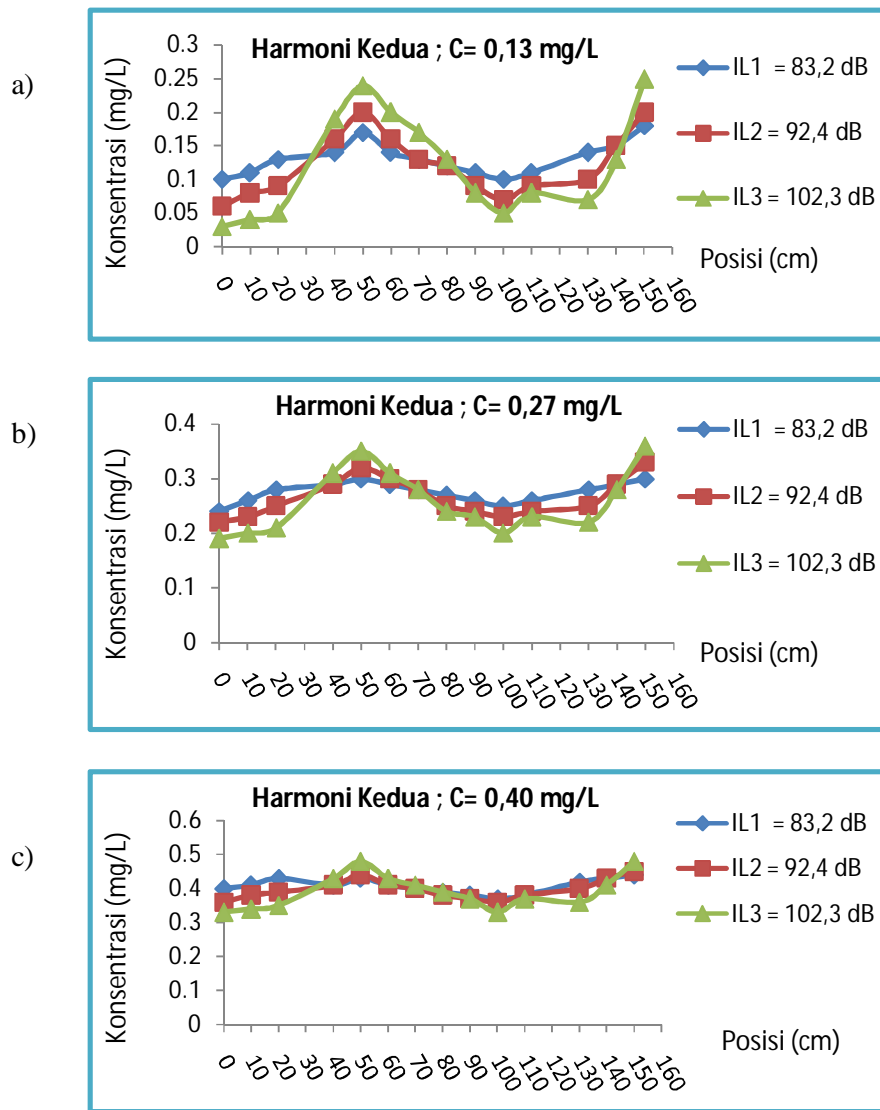 a)
Harmoni Kedua ; C= 0,13 mg/L
Konsentrasi (mg/L)
0.3
0.25
0.2
0.15
0.1
0.05
0
0 10 20 30 40 50 60 70 80 90 100 110 120 130 140 150 160
Posisi (cm)
IL1 = 83,2 dB
IL2 = 92,4 dB
IL3 = 102,3 dB
b)
Harmoni Kedua ; C= 0,27 mg/L
Konsentrasi (mg/L)
0.4
0.3
0.2
0.1
0
0 10 20 30 40 50 60 70 80 90 100 110 120 130 140 150 160
Posisi (cm)
IL1 = 83,2 dB
IL2 = 92,4 dB
IL3 = 102,3 dB
c)
Harmoni Kedua ; C= 0,40 mg/L
Konsentrasi (mg/L)
0.6
0.5
0.4
0.3
0.2
0.1
0
0 10 20 30 40 50 60 70 80 90 100 110 120 130 140 150 160
Posisi (cm)
IL1 = 83,2 dB
IL2 = 92,4 dB
IL3 = 102,3 dB